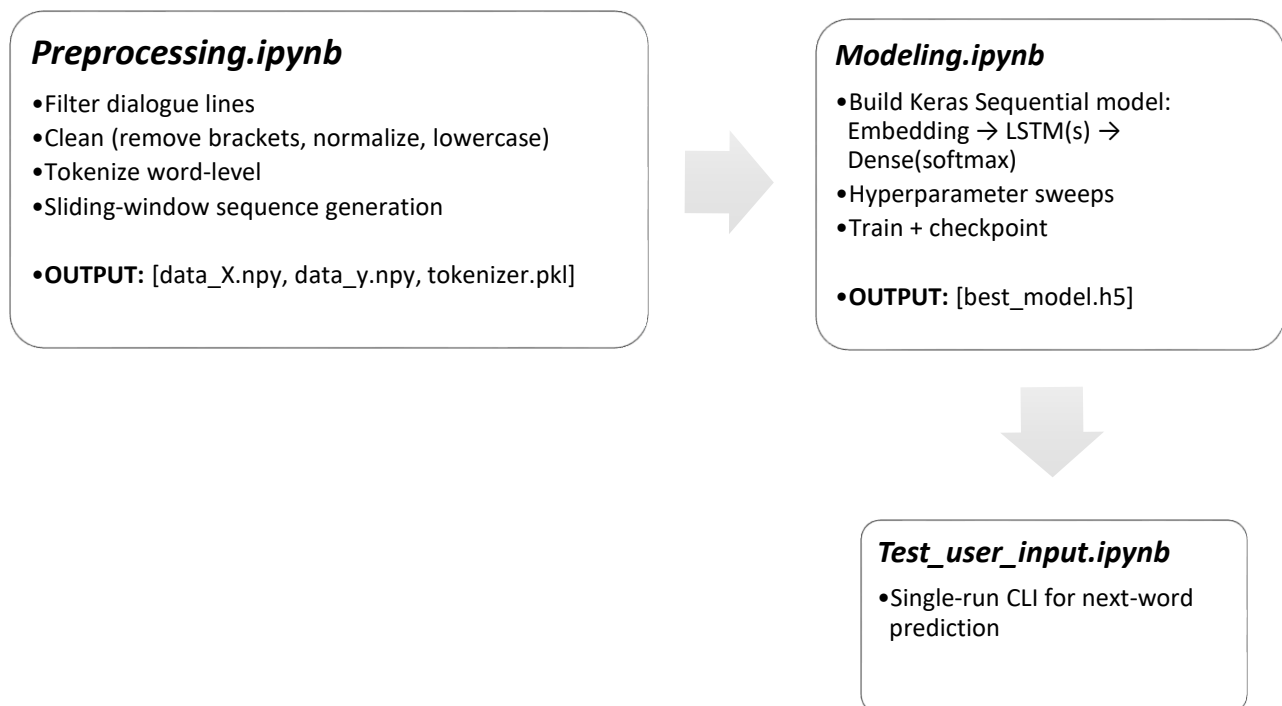 Preprocessing.ipynb
•Filter dialogue lines
•Clean (remove brackets, normalize, lowercase)
•Tokenize word-level
•Sliding-window sequence generation
•OUTPUT: [data_X.npy, data_y.npy, tokenizer.pkl]
Modeling.ipynb
•Build Keras Sequential model:
Embedding → LSTM(s) →
Dense(softmax)
•Hyperparameter sweeps
•Train + checkpoint
•OUTPUT: [best_model.h5]
Test_user_input.ipynb
•Single-run CLI for next-word
prediction